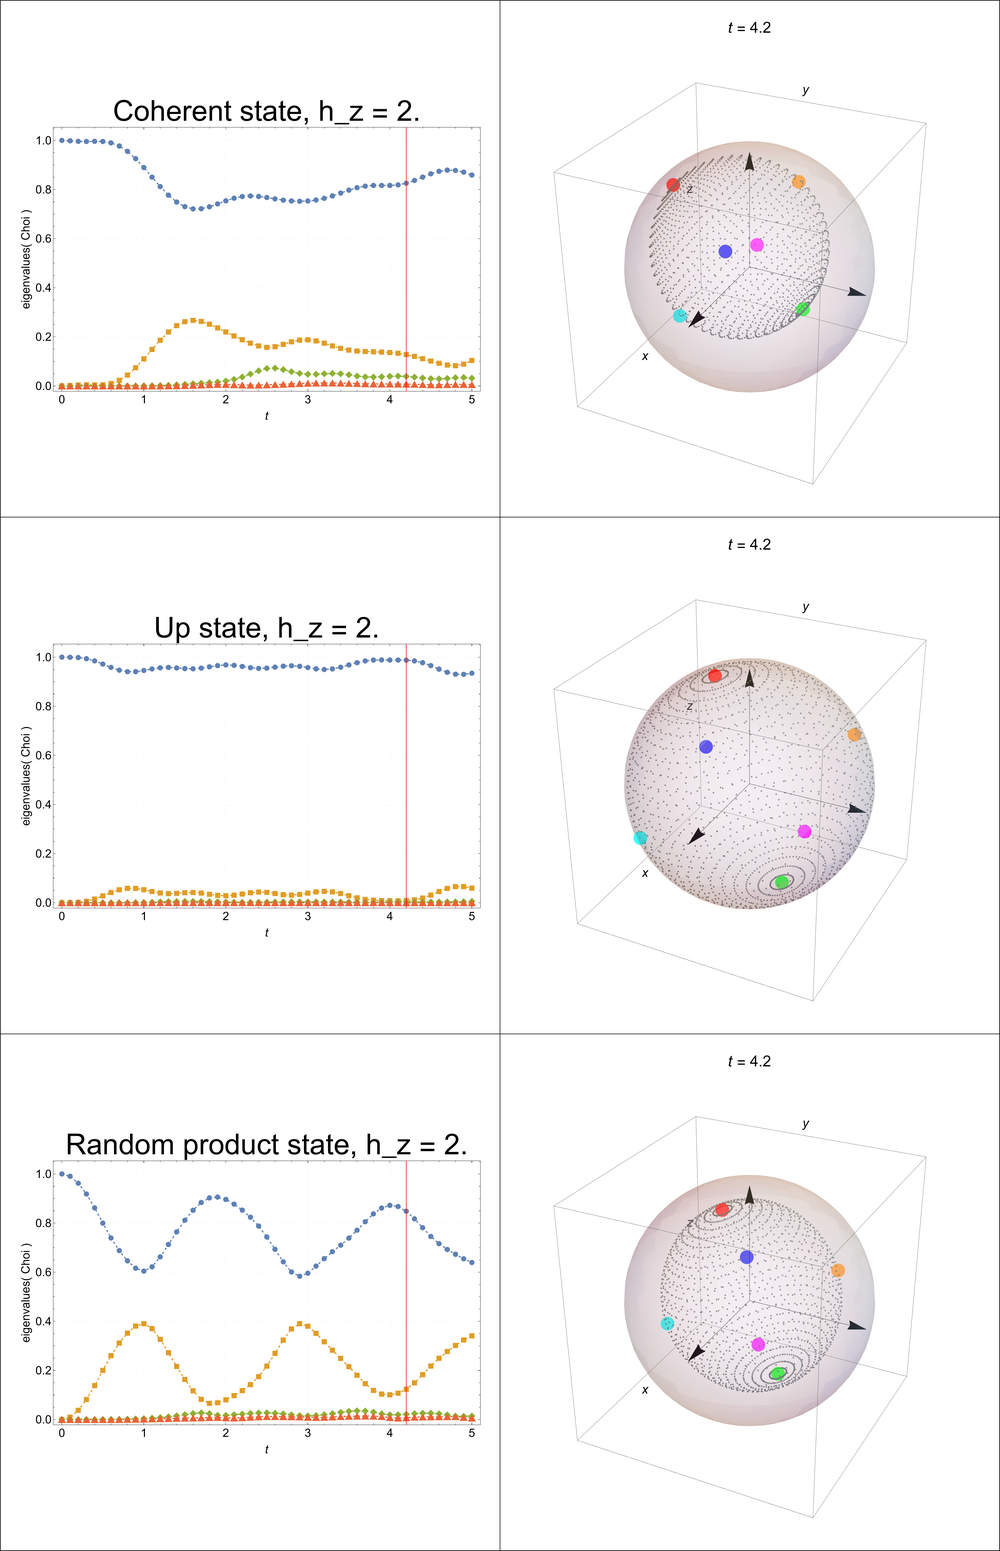 t = 4.2
Coherent state, h_z = 2.
1.0
0.8
0.6
0.4
0.2
0.0
eigenvalues( Choi )
0 1 2 3 4 5
t
y
z
x
t = 4.2
Up state, h_z = 2.
1.0
0.8
0.6
0.4
0.2
0.0
eigenvalues( Choi )
0 1 2 3 4 5
t
y
z
x
t = 4.2
Random product state, h_z = 2.
1.0
0.8
0.6
0.4
0.2
0.0
eigenvalues( Choi )
0 1 2 3 4 5
t
y
z
x